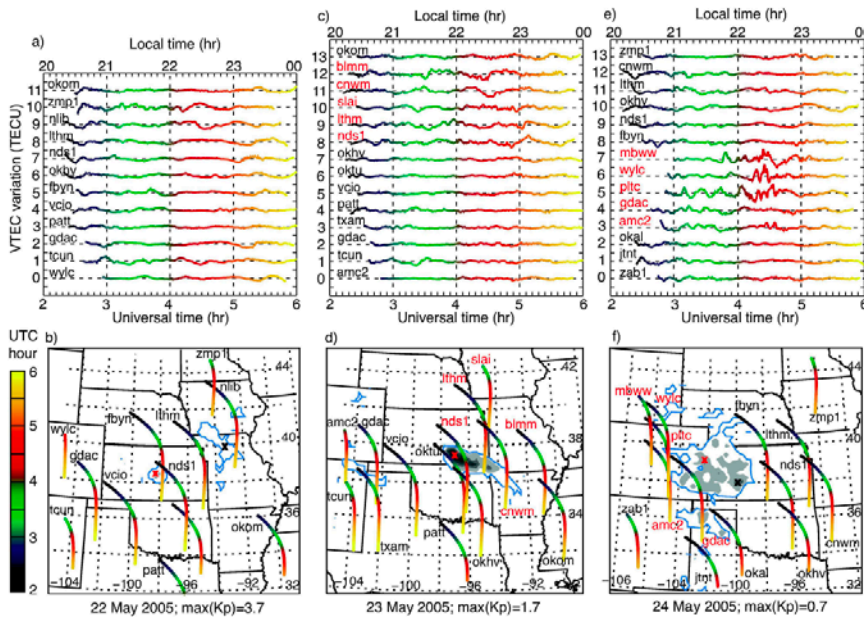 a)
Local time (hr)
20 21 22 23 00
11 okom
10 zmp1
9 nlib
8 lthm
7 nds1
6 okhv
5 fbyn
4 vcio
3 patt
2 gdac
1 tcun
0 wylc
VTEC variation (TECU)
2 3 4 5 6
Universal time (hr)
c)
Local time (hr)
20 21 22 23 00
13 okom
12 blmm
11 cnwm
10 slai
9 lthm
8 nds1
7 okhv
6 oktu
5 vcio
4 patt
3 txam
2 gdac
1 tcun
0 amc2
2 3 4 5 6
Universal time (hr)
e)
Local time (hr)
20 21 22 23 00
13 zmp1
12 cnwm
11 lthm
10 okhv
9 nds1
8 fbyn
7 mbww
6 wylc
5 pltc
4 gdac
3 amc2
2 okal
1 jtnt
0 zab1
2 3 4 5 6
Universal time (hr)
UTC
hour
6
5
4
3
2
b)
zmp1
44
nlib
fbyn lthm
40
wylc
gdac
vcio nds1
36
tcun
okom
patt
-104 -100 -96 -92
32
22 May 2005; max(Kp)=3.7
d)
slai
42
lthm
amc2 gdac
nds1 blmm
vcio
38
oktu
tcun
cnwm
34
patt
txam
okhv okom
-104 -100 -96 -92
23 May 2005; max(Kp)=1.7
f)
44
mbww
wylc
fbyn
zmp1
40
pltc
lthm
nds1
36
zab1
amc2
gdac
cnwm
jtnt okal okhv
-106 -100 -96
32
24 May 2005; max(Kp)=0.7